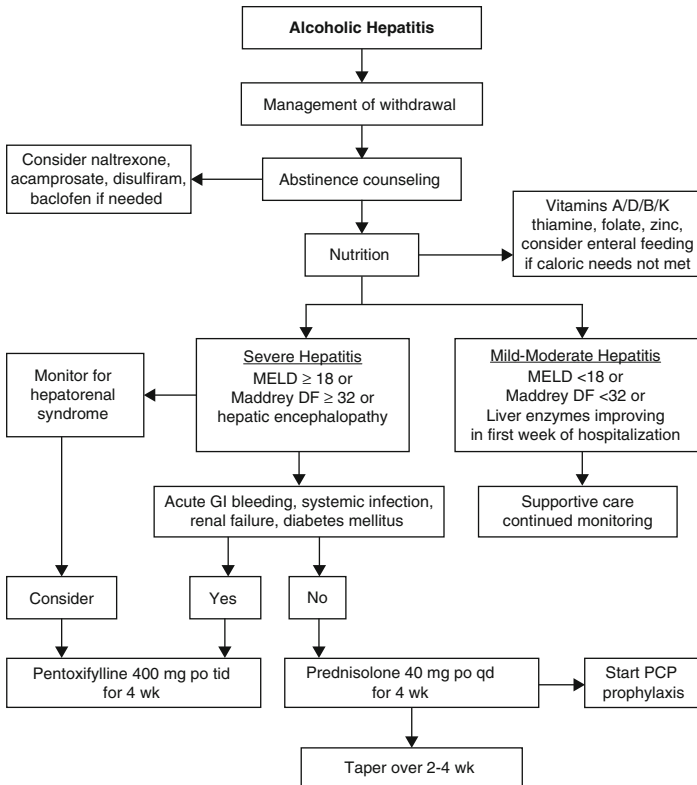 Alcoholic Hepatitis
Management of withdrawal
Consider naltrexone,
acamprosate, disulfiram,
baclofen if needed
Abstinence counseling
Vitamins A/D/B/K
thiamine, folate, zinc,
consider enteral feeding
if caloric needs not met
Nutrition
Monitor for
hepatorenal
syndrome
Severe Hepatitis
MELD ≥ 18 or
Maddrey DF ≥ 32 or
hepatic encephalopathy
Mild-Moderate Hepatitis
MELD <18 or
Maddrey DF <32 or
Liver enzymes improving
in first week of hospitalization
Acute GI bleeding, systemic infection,
renal failure, diabetes mellitus
Supportive care
continued monitoring
Consider
Yes
No
Pentoxifylline 400 mg po tid
for 4 wk
Prednisolone 40 mg po qd
for 4 wk
Start PCP
prophylaxis
Taper over 2-4 wk